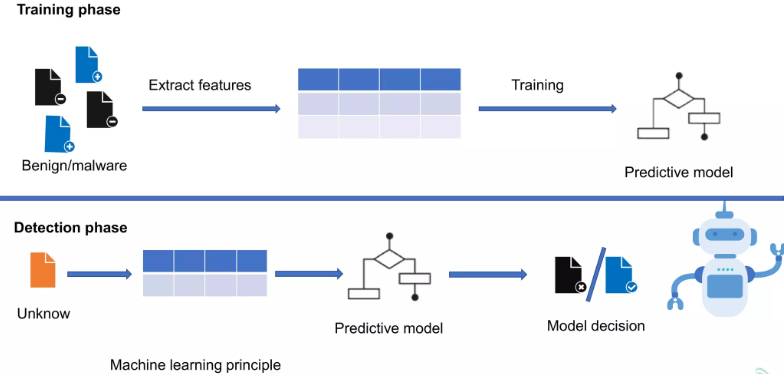 Training phase
Extract features
Training
Benign/malware
Predictive model
Detection phase
Unknow
Predictive model
Model decision
Machine learning principle